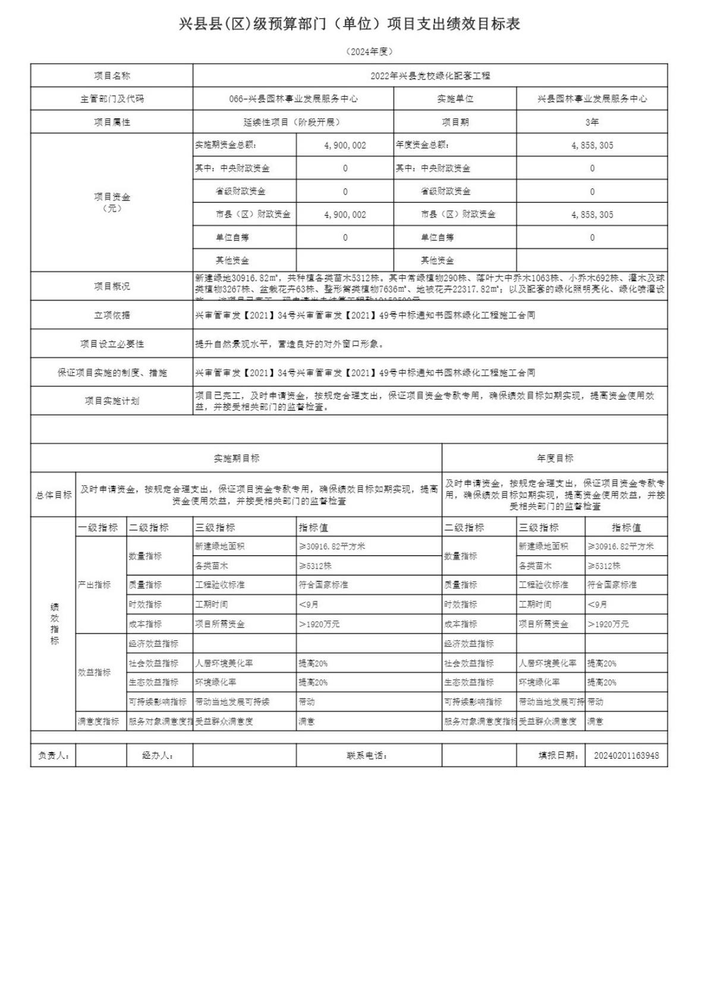 兴县县(区)级预算部门（单位）项目支出绩效目标表
（2024年度）
项目名称 2022年兴县党校绿化配套工程
主管部门及代码 066-兴县园林事业发展服务中心 实施单位 兴县园林事业发展服务中心
项目属性 延续性项目（阶段开展） 项目期 3年
项目资金
（元）
实施期资金总额： 4,900,002 年度资金总额： 4,858,305
其中：中央财政资金 0 其中：中央财政资金 0
省级财政资金 0 省级财政资金 0
市县（区）财政资金 4,900,002 市县（区）财政资金 4,858,305
单位自筹 0 单位自筹 0
其他资金 其他资金
项目概况
新建绿地30916.82㎡，共种植各类苗木5312株。其中常绿植物290株、落叶大中乔木1063株、小乔木692株、灌木及球
类植物3267株、盆栽花卉63株、整形篱类植物7636㎡、地被花卉22317.82㎡；以及配套的绿化照明亮化、绿化喷灌设
立项依据 兴审管审发【2021】34号兴审管审发【2021】49号中标通知书园林绿化工程施工合同
项目设立必要性 提升自然景观水平，营造良好的对外窗口形象。
保证项目实施的制度、措施 兴审管审发【2021】34号兴审管审发【2021】49号中标通知书园林绿化工程施工合同
项目实施计划
项目已完工，及时申请资金，按规定合理支出，保证项目资金专款专用，确保绩效目标如期实现，提高资金使用效
益，并接受相关部门的监督检查。
实施期目标 年度目标
总体目标
及时申请资金，按规定合理支出，保证项目资金专款专用，确保绩效目标如期实现，提高
资金使用效益，并接受相关部门的监督检查
及时申请资金，按规定合理支出，保证项目资金专款专
用，确保绩效目标如期实现，提高资金使用效益，并接
受相关部门的监督检查
绩
效
指
标
一级指标 二级指标 三级指标 指标值 二级指标 三级指标 指标值
产出指标
数量指标 新建绿地面积 ≥30916.82平方米 数量指标 新建绿地面积 ≥30916.82平方米
各类苗木 ≥5312株 各类苗木 ≥5312株
质量指标 工程验收标准 符合国家标准 质量指标 工程验收标准 符合国家标准
时效指标 工期时间 <9月 时效指标 工期时间 <9月
成本指标 项目所需资金 >1920万元 成本指标 项目所需资金 >1920万元
效益指标
经济效益指标 经济效益指标
社会效益指标 人居环境美化率 提高20% 社会效益指标 人居环境美化率 提高20%
生态效益指标 环境绿化率 提高20% 生态效益指标 环境绿化率 提高20%
可持续影响指标 带动当地发展可持续 带动 可持续影响指标 带动当地发展可持 带动
满意度指标 服务对象满意度指 受益群众满意度 满意 服务对象满意度指标 受益群众满意度 满意
负责人： 经办人： 联系电话： 填报日期： 20240201163948